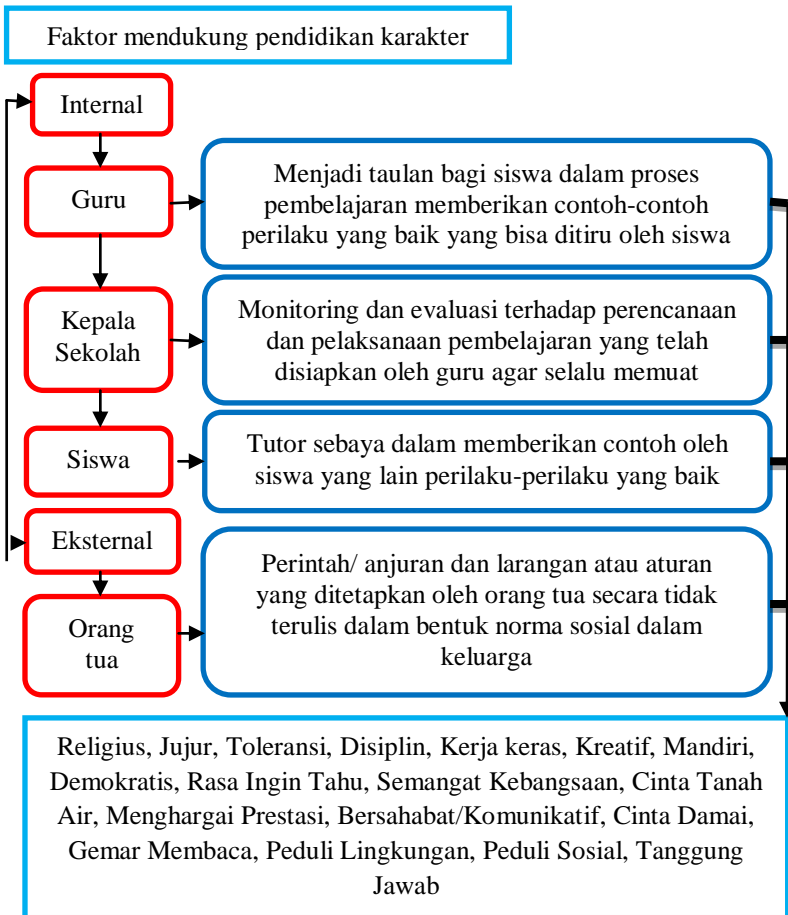 Faktor mendukung pendidikan karakter
Internal
Guru
Menjadi taulan bagi siswa dalam proses
pembelajaran memberikan contoh-contoh
perilaku yang baik yang bisa ditiru oleh siswa
Kepala
Sekolah
Monitoring dan evaluasi terhadap perencanaan
dan pelaksanaan pembelajaran yang telah
disiapkan oleh guru agar selalu memuat
Siswa
Tutor sebaya dalam memberikan contoh oleh
siswa yang lain perilaku-perilaku yang baik
Eksternal
Orang
tua
Perintah/ anjuran dan larangan atau aturan
yang ditetapkan oleh orang tua secara tidak
terulis dalam bentuk norma sosial dalam
keluarga
Religius, Jujur, Toleransi, Disiplin, Kerja keras, Kreatif, Mandiri,
Demokratis, Rasa Ingin Tahu, Semangat Kebangsaan, Cinta Tanah
Air, Menghargai Prestasi, Bersahabat/Komunikatif, Cinta Damai,
Gemar Membaca, Peduli Lingkungan, Peduli Sosial, Tanggung
Jawab